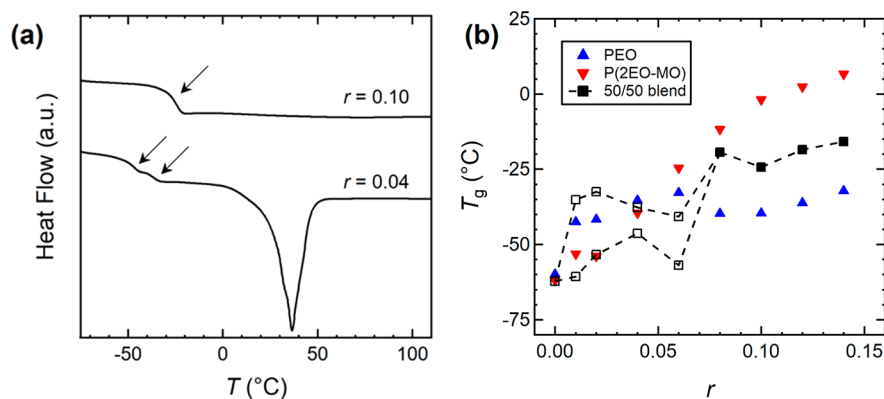 (a)
Heat Flow (a.u.)
r = 0.10
r = 0.04
-50
0
50
100
T (°C)
(b)
Tg (°C)
25
0
-25
-50
-75
PEO
P(2EO-MO)
50/50 blend
0.00
0.05
0.10
0.15
r